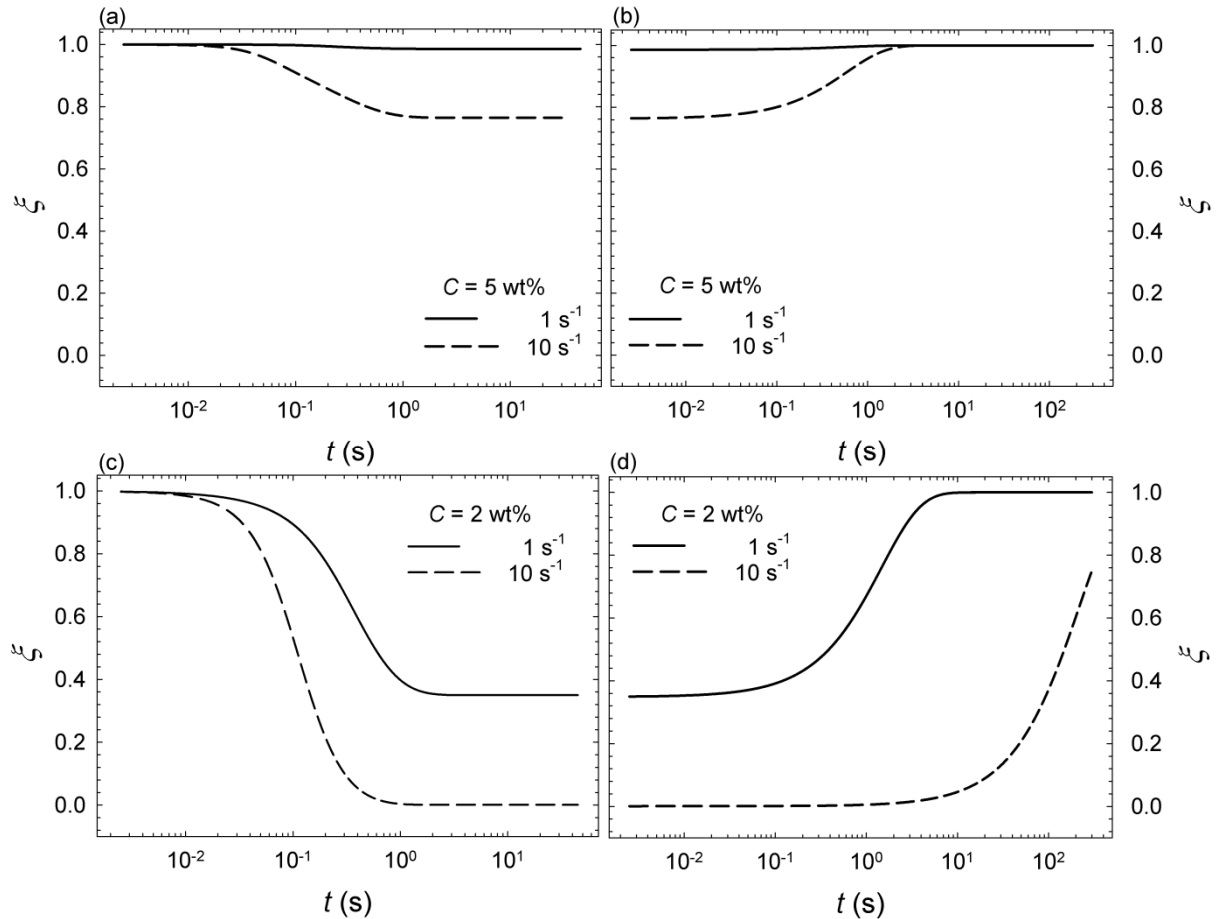 (a)
1.0
0.8
0.6
0.4
0.2
0.0
ξ
C = 5 wt%
1 s⁻¹
10 s⁻¹
10⁻² 10⁻¹ 10⁰ 10¹
t (s)
(b)
1.0
0.8
0.6
0.4
0.2
0.0
ξ
C = 5 wt%
1 s⁻¹
10 s⁻¹
10⁻² 10⁻¹ 10⁰ 10¹ 10²
t (s)
(c)
1.0
0.8
0.6
0.4
0.2
0.0
ξ
C = 2 wt%
1 s⁻¹
10 s⁻¹
10⁻² 10⁻¹ 10⁰ 10¹
t (s)
(d)
1.0
0.8
0.6
0.4
0.2
0.0
ξ
C = 2 wt%
1 s⁻¹
10 s⁻¹
10⁻² 10⁻¹ 10⁰ 10¹ 10²
t (s)